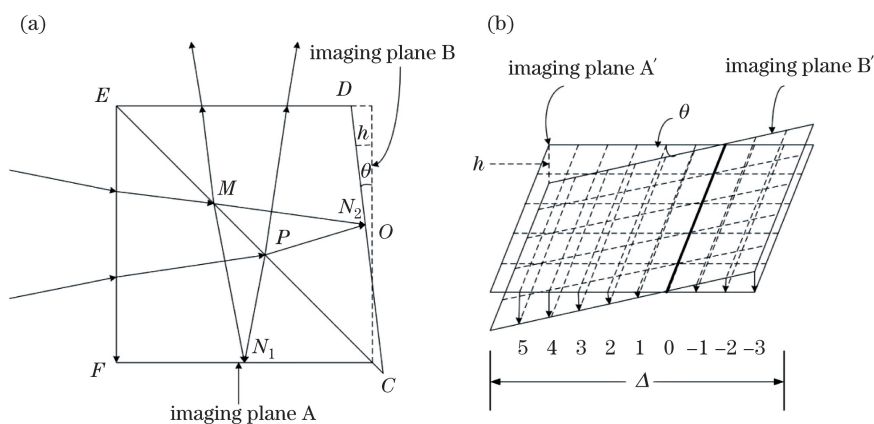 (a)
imaging plane B
E
D
h
θ
M
N₂
O
P
N₁
F
C
imaging plane A
(b)
imaging plane A′
imaging plane B′
θ
h
5 4 3 2 1 0 −1 −2 −3
Δ